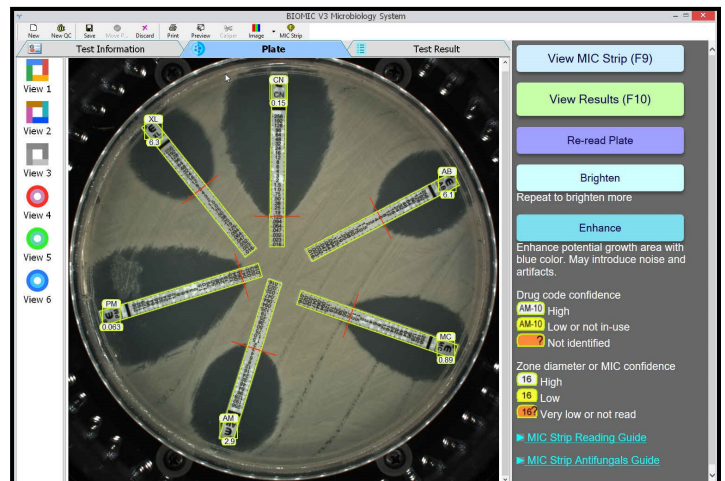 BIOMIC V3 Microbiology System
New
New QC
Save
Move P...
Discard
Print
Preview
Caliper
Image
MIC Strip
Test Information
Plate
Test Result
View 1
View 2
View 3
View 4
View 5
View 6
CN
CN
0.15
XL
6.3
AB
6.1
PM
0.063
MC
0.89
AM
2.9
View MIC Strip (F9)
View Results (F10)
Re-read Plate
Brighten
Repeat to brighten more
Enhance
Enhance potential growth area with
blue color. May introduce noise and
artifacts.
Drug code confidence
AM-10 High
AM-10 Low or not in-use
? Not identified
Zone diameter or MIC confidence
16 High
16 Low
16? Very low or not read
MIC Strip Reading Guide
MIC Strip Antifungals Guide